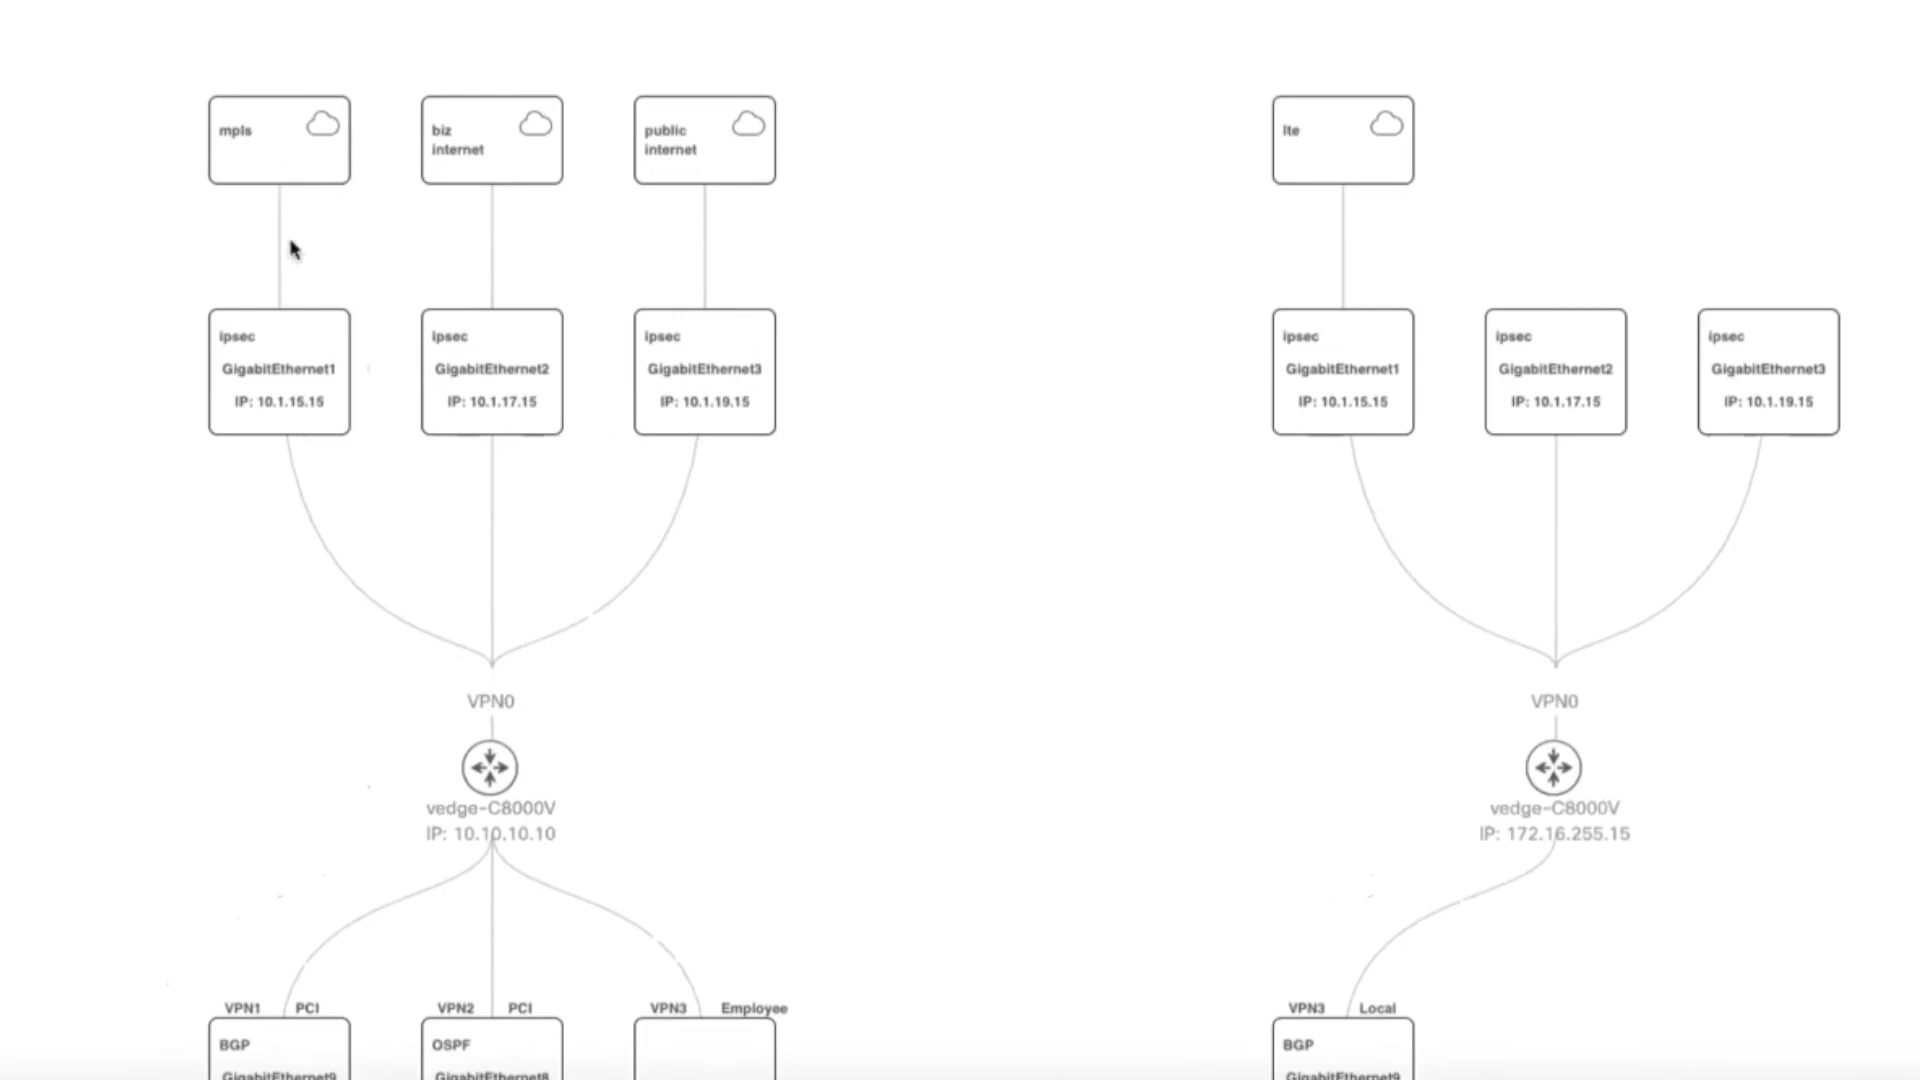 mpls
biz
internet
public
internet
lte
ipsec
GigabitEthernet1
IP: 10.1.15.15
ipsec
GigabitEthernet2
IP: 10.1.17.15
ipsec
GigabitEthernet3
IP: 10.1.19.15
ipsec
GigabitEthernet1
IP: 10.1.15.15
ipsec
GigabitEthernet2
IP: 10.1.17.15
ipsec
GigabitEthernet3
IP: 10.1.19.15
VPN0
VPN0
vedge-C8000V
IP: 10.10.10.10
vedge-C8000V
IP: 172.16.255.15
VPN1 PCI
VPN2 PCI
VPN3 Employee
VPN3 Local
BGP
GigabitEthernet9
OSPF
GigabitEthernet8
BGP
GigabitEthernet9